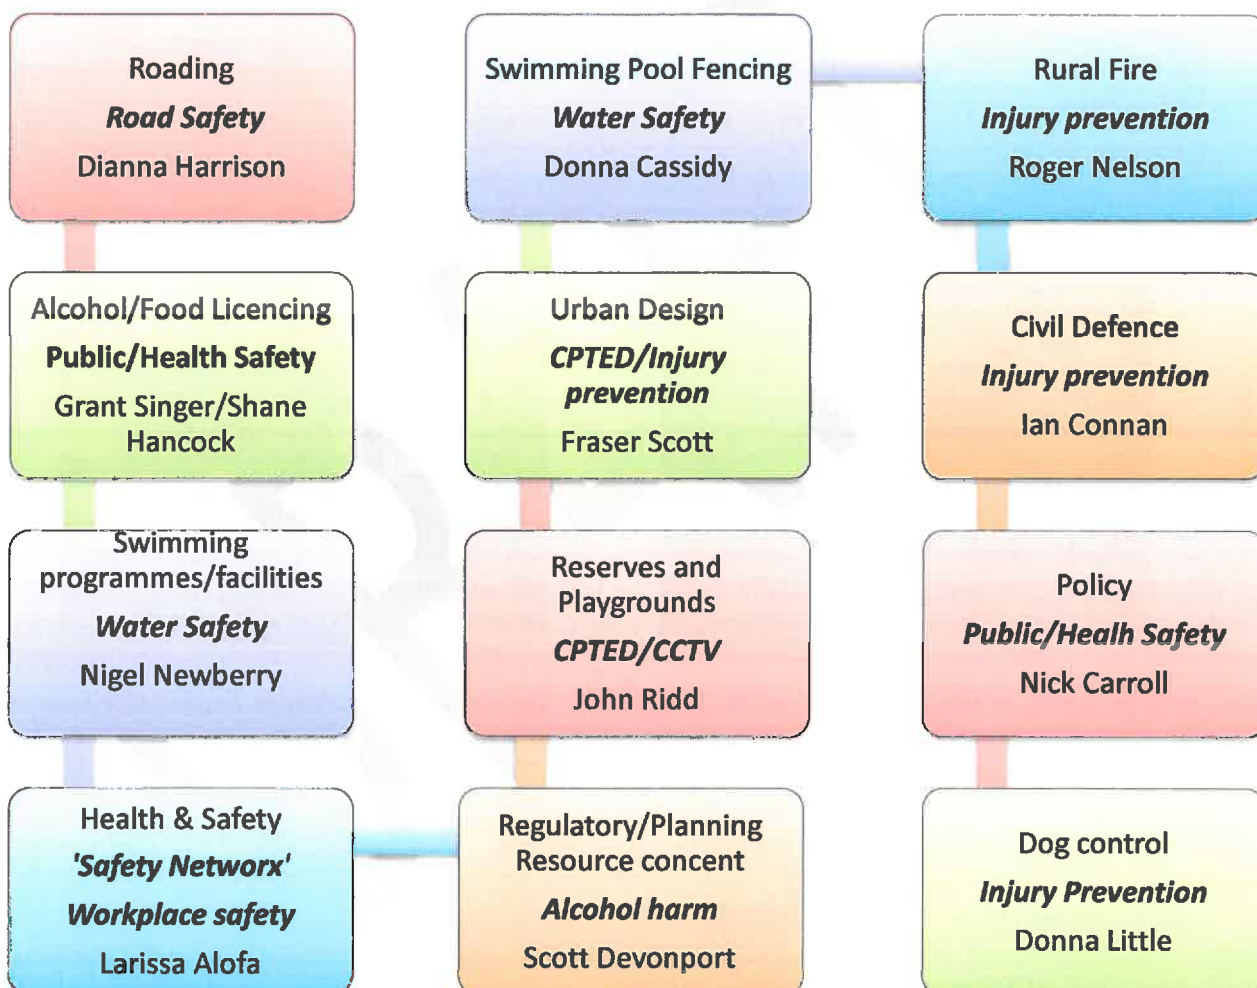 Roading
Road Safety
Dianna Harrison
Alcohol/Food Licencing
Public/Health Safety
Grant Singer/Shane
Hancock
Swimming
programmes/facilities
Water Safety
Nigel Newberry
Health & Safety
'Safety Networx'
Workplace safety
Larissa Alofa
Swimming Pool Fencing
Water Safety
Donna Cassidy
Urban Design
CPTED/Injury
prevention
Fraser Scott
Reserves and
Playgrounds
CPTED/CCTV
John Ridd
Regulatory/Planning
Resource concent
Alcohol harm
Scott Devonport
Rural Fire
Injury prevention
Roger Nelson
Civil Defence
Injury prevention
Ian Connan
Policy
Public/Healh Safety
Nick Carroll
Dog control
Injury Prevention
Donna Little